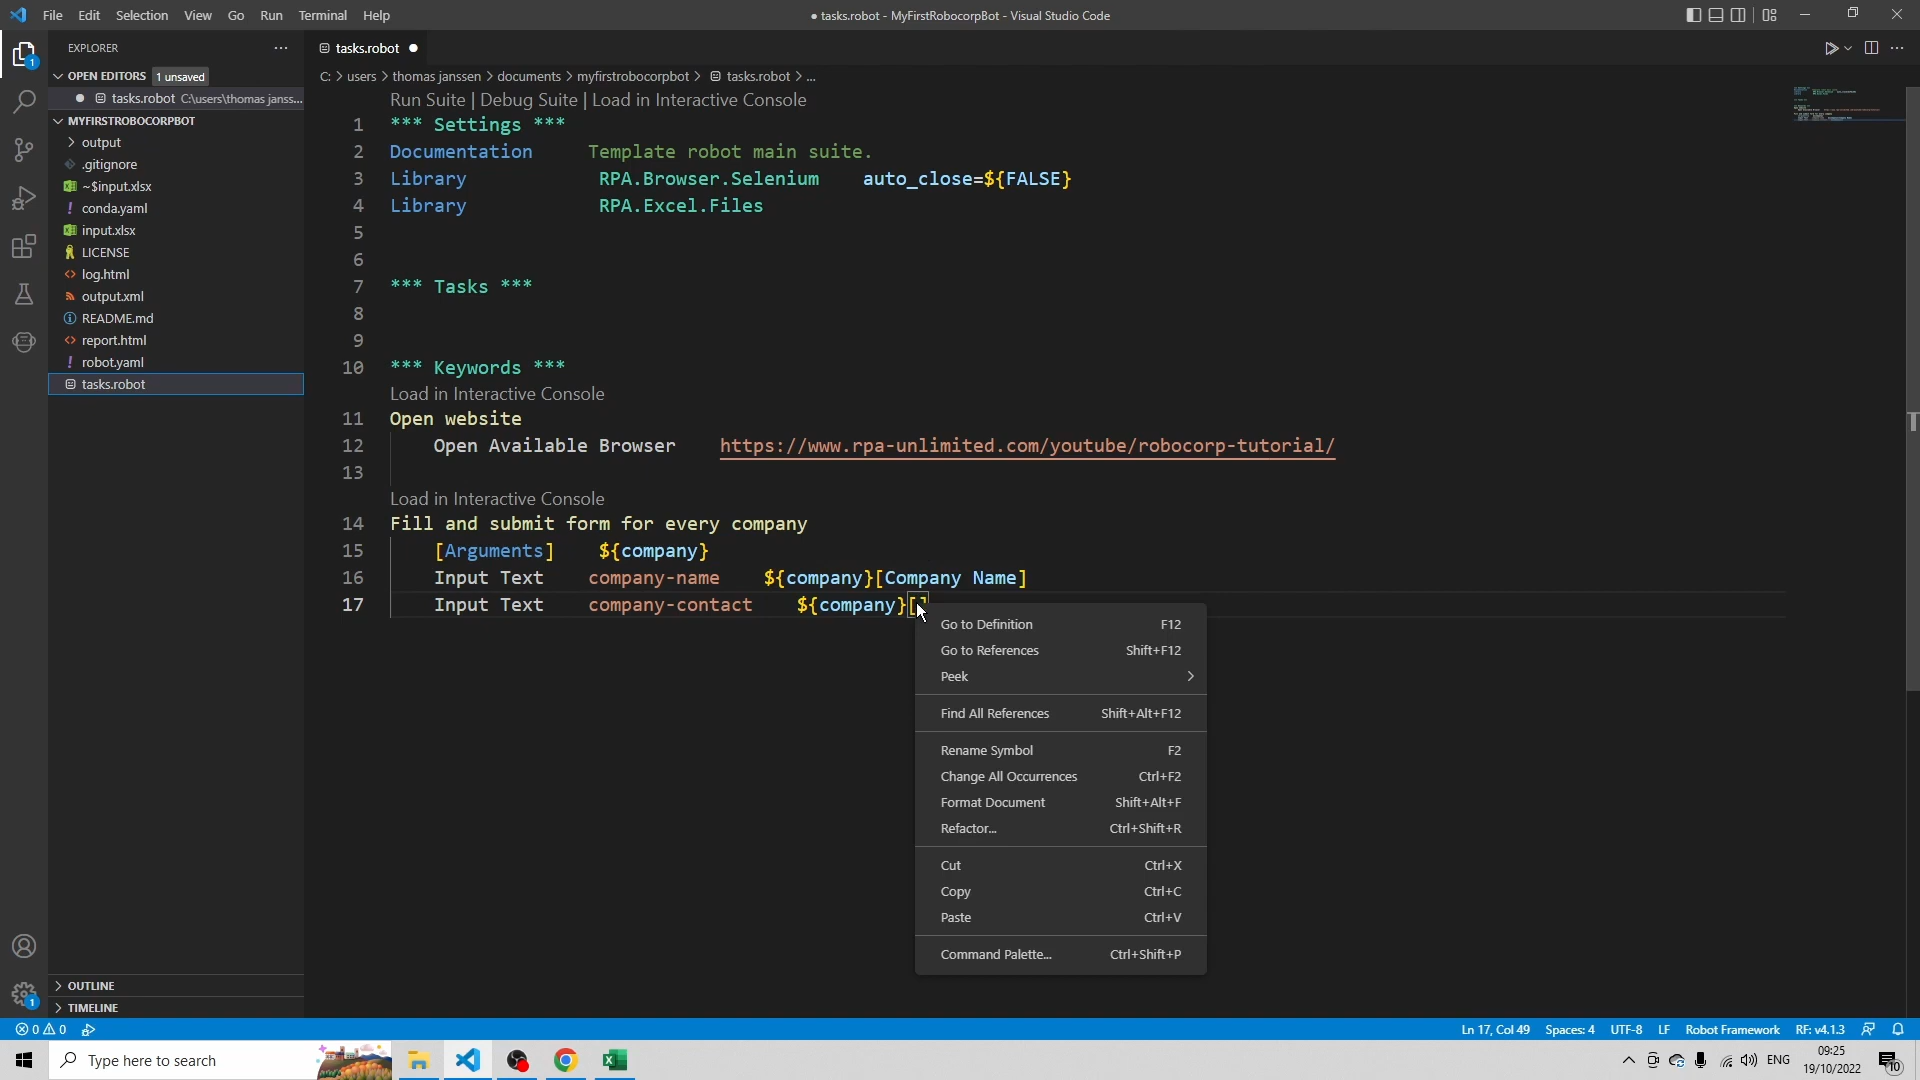 File Edit Selection View Go Run Terminal Help
● tasks.robot - MyFirstRobocorpBot - Visual Studio Code
EXPLORER
OPEN EDITORS 1 unsaved
tasks.robot C:\users\thomas janss...
MYFIRSTROBOCORPBOT
output
.gitignore
~$input.xlsx
conda.yaml
input.xlsx
LICENSE
log.html
output.xml
README.md
report.html
robot.yaml
tasks.robot
OUTLINE
TIMELINE
1
1
tasks.robot
C: > users > thomas janssen > documents > myfirstrobocorpbot > tasks.robot > ...
Run Suite | Debug Suite | Load in Interactive Console
1 *** Settings ***
2 Documentation Template robot main suite.
3 Library RPA.Browser.Selenium auto_close=${FALSE}
4 Library RPA.Excel.Files
5
6
7 *** Tasks ***
8
9
10 *** Keywords ***
Load in Interactive Console
11 Open website
12 Open Available Browser https://www.rpa-unlimited.com/youtube/robocorp-tutorial/
13
Load in Interactive Console
14 Fill and submit form for every company
15 [Arguments] ${company}
16 Input Text company-name ${company}[Company Name]
17 Input Text company-contact ${company}[]
Go to Definition F12
Go to References Shift+F12
Peek
Find All References Shift+Alt+F12
Rename Symbol F2
Change All Occurrences Ctrl+F2
Format Document Shift+Alt+F
Refactor... Ctrl+Shift+R
Cut Ctrl+X
Copy Ctrl+C
Paste Ctrl+V
Command Palette... Ctrl+Shift+P
0 0
Ln 17, Col 49 Spaces: 4 UTF-8 LF Robot Framework RF: v4.1.3
Type here to search
ENG
09:25
19/10/2022
10